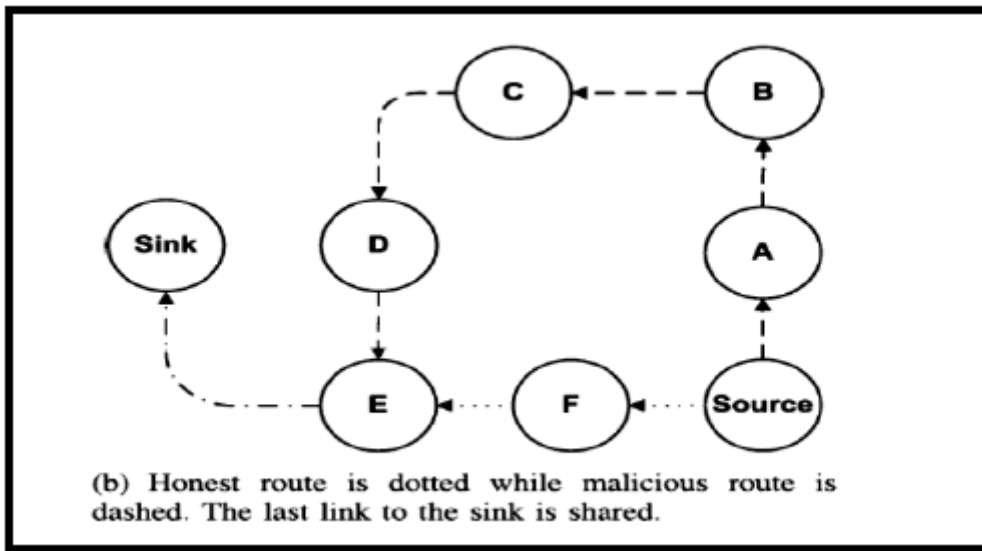 C
B
Sink
D
A
E
F
Source
(b) Honest route is dotted while malicious route is
dashed. The last link to the sink is shared.